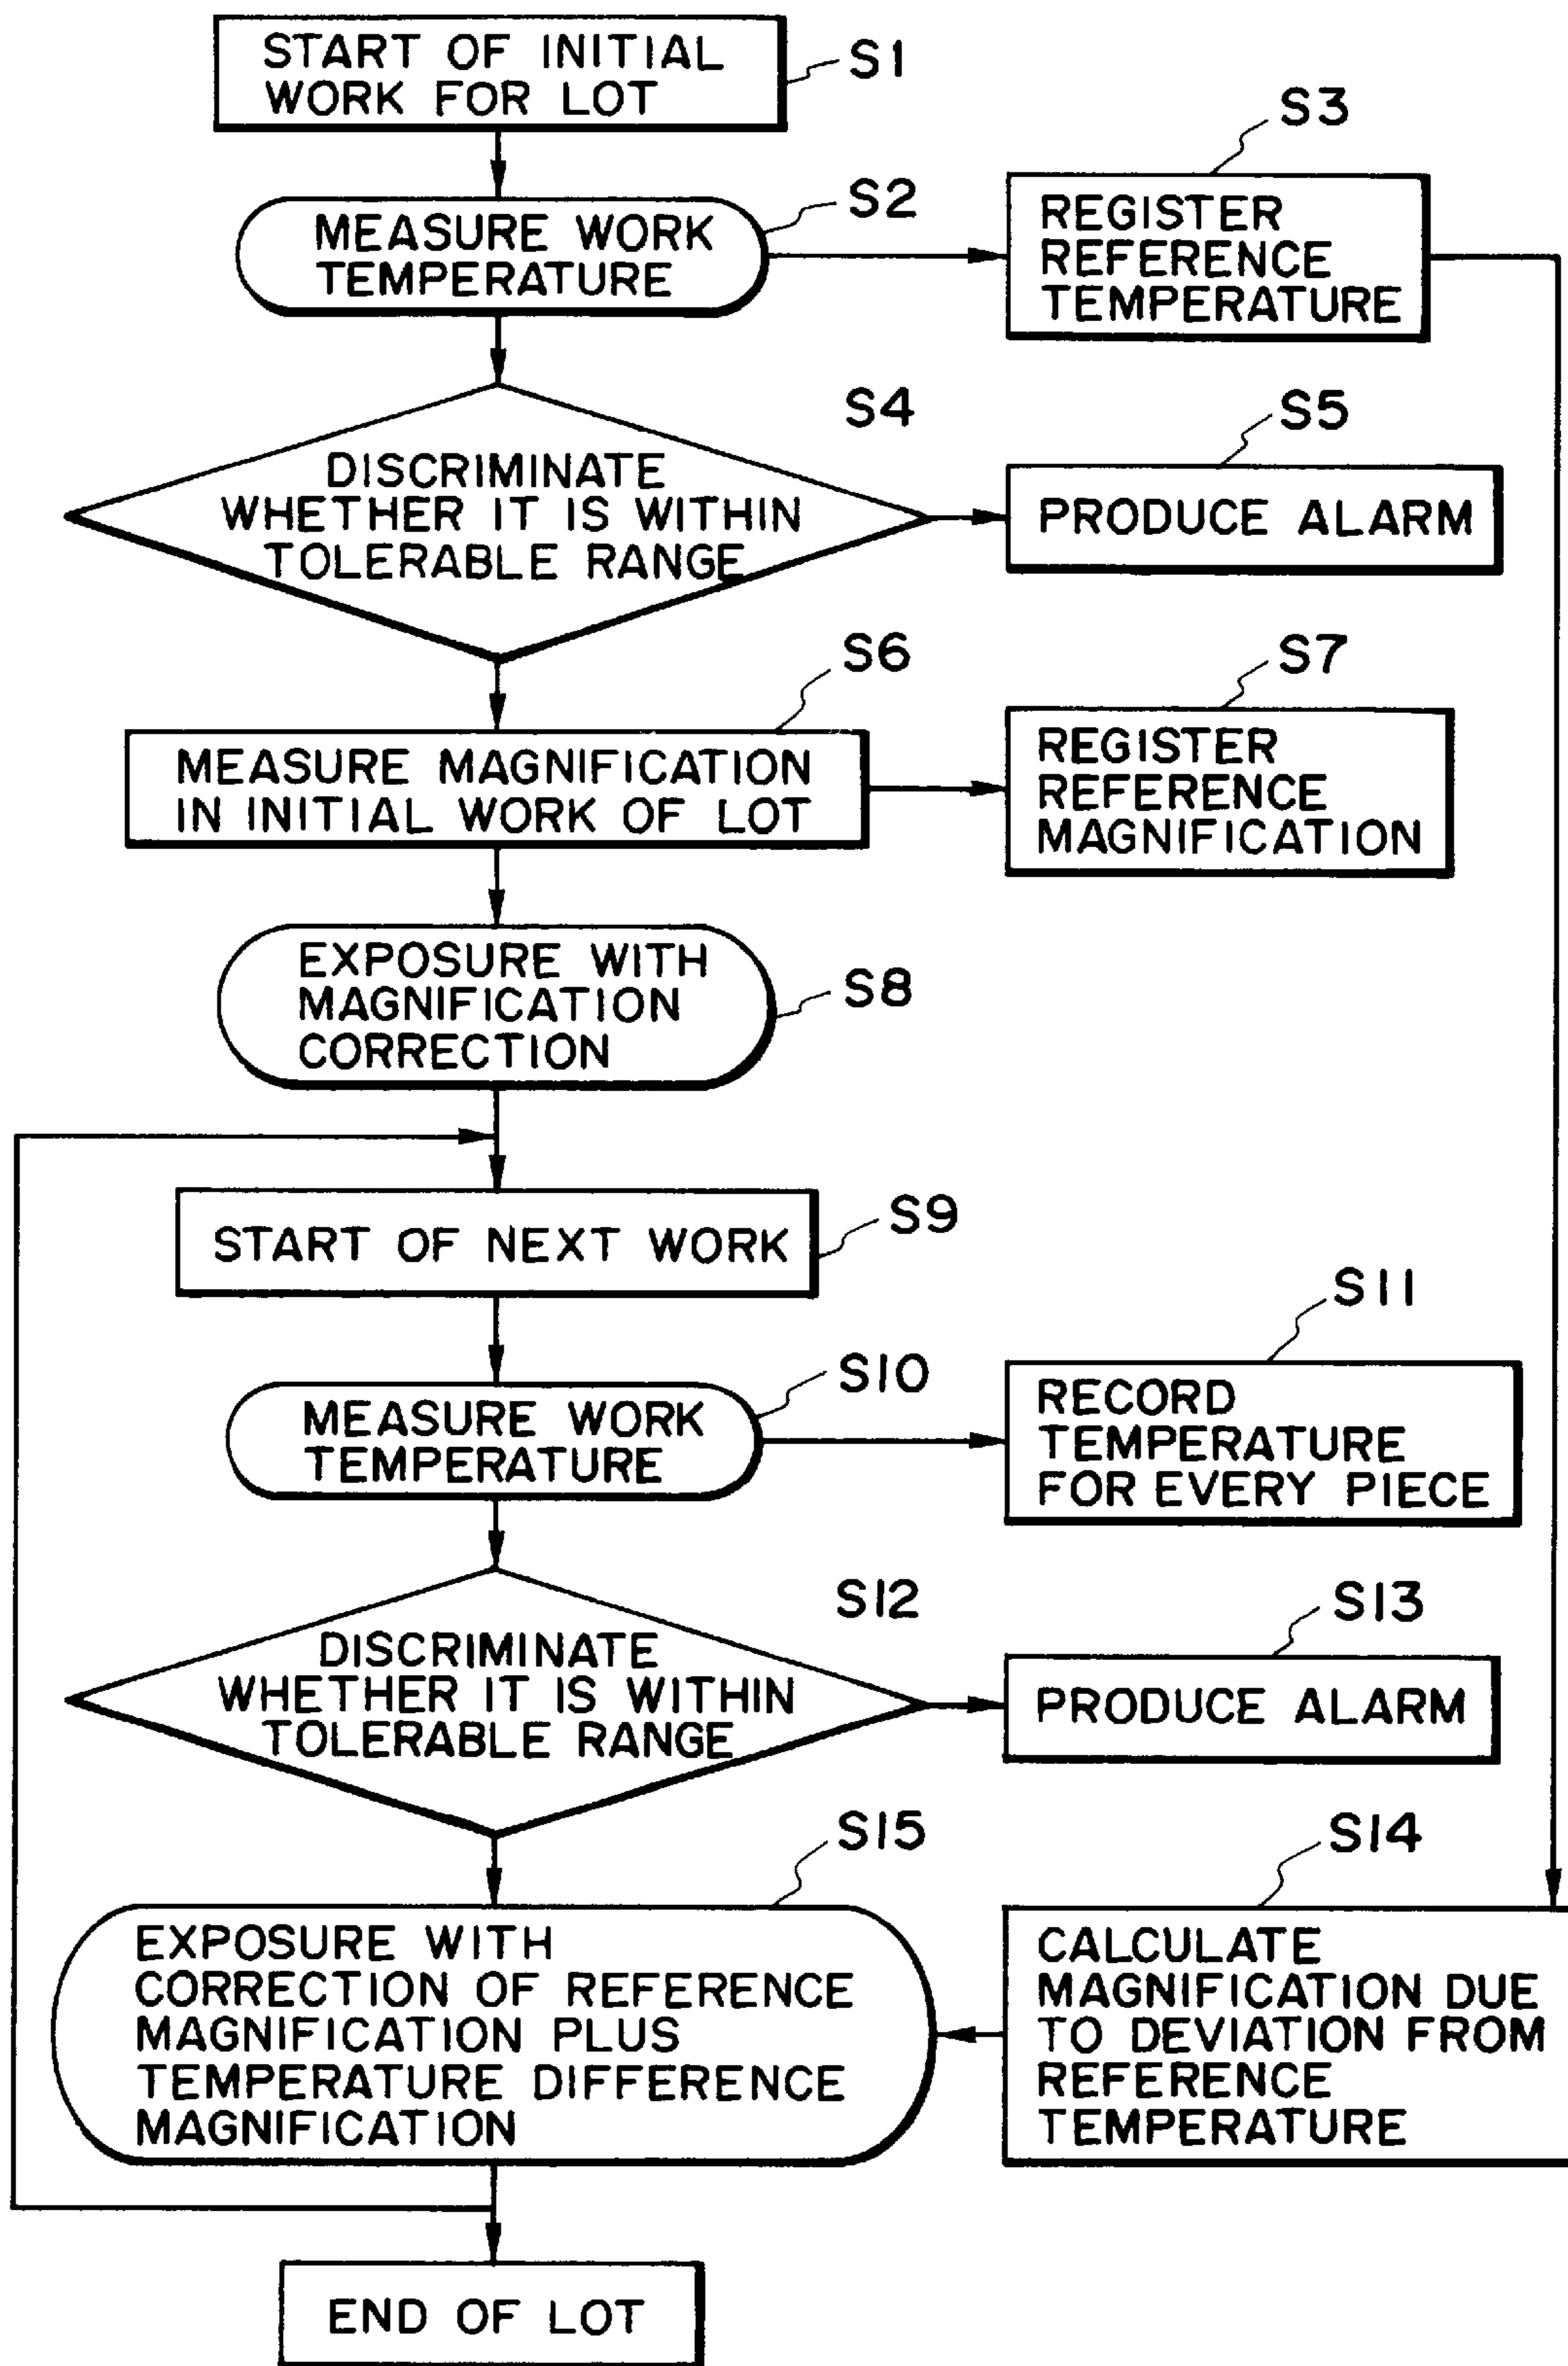 START OF INITIAL
WORK FOR LOT
S1
S3
MEASURE WORK
TEMPERATURE
S2
REGISTER
REFERENCE
TEMPERATURE
S4
DISCRIMINATE
WHETHER IT IS WITHIN
TOLERABLE RANGE
S5
PRODUCE ALARM
S6
MEASURE MAGNIFICATION
IN INITIAL WORK OF LOT
S7
REGISTER
REFERENCE
MAGNIFICATION
EXPOSURE WITH
MAGNIFICATION
CORRECTION
S8
START OF NEXT WORK
S9
S11
MEASURE WORK
TEMPERATURE
S10
RECORD
TEMPERATURE
FOR EVERY PIECE
S12
DISCRIMINATE
WHETHER IT IS WITHIN
TOLERABLE RANGE
S13
PRODUCE ALARM
S15
EXPOSURE WITH
CORRECTION OF REFERENCE
MAGNIFICATION PLUS
TEMPERATURE DIFFERENCE
MAGNIFICATION
S14
CALCULATE
MAGNIFICATION DUE
TO DEVIATION FROM
REFERENCE
TEMPERATURE
END OF LOT